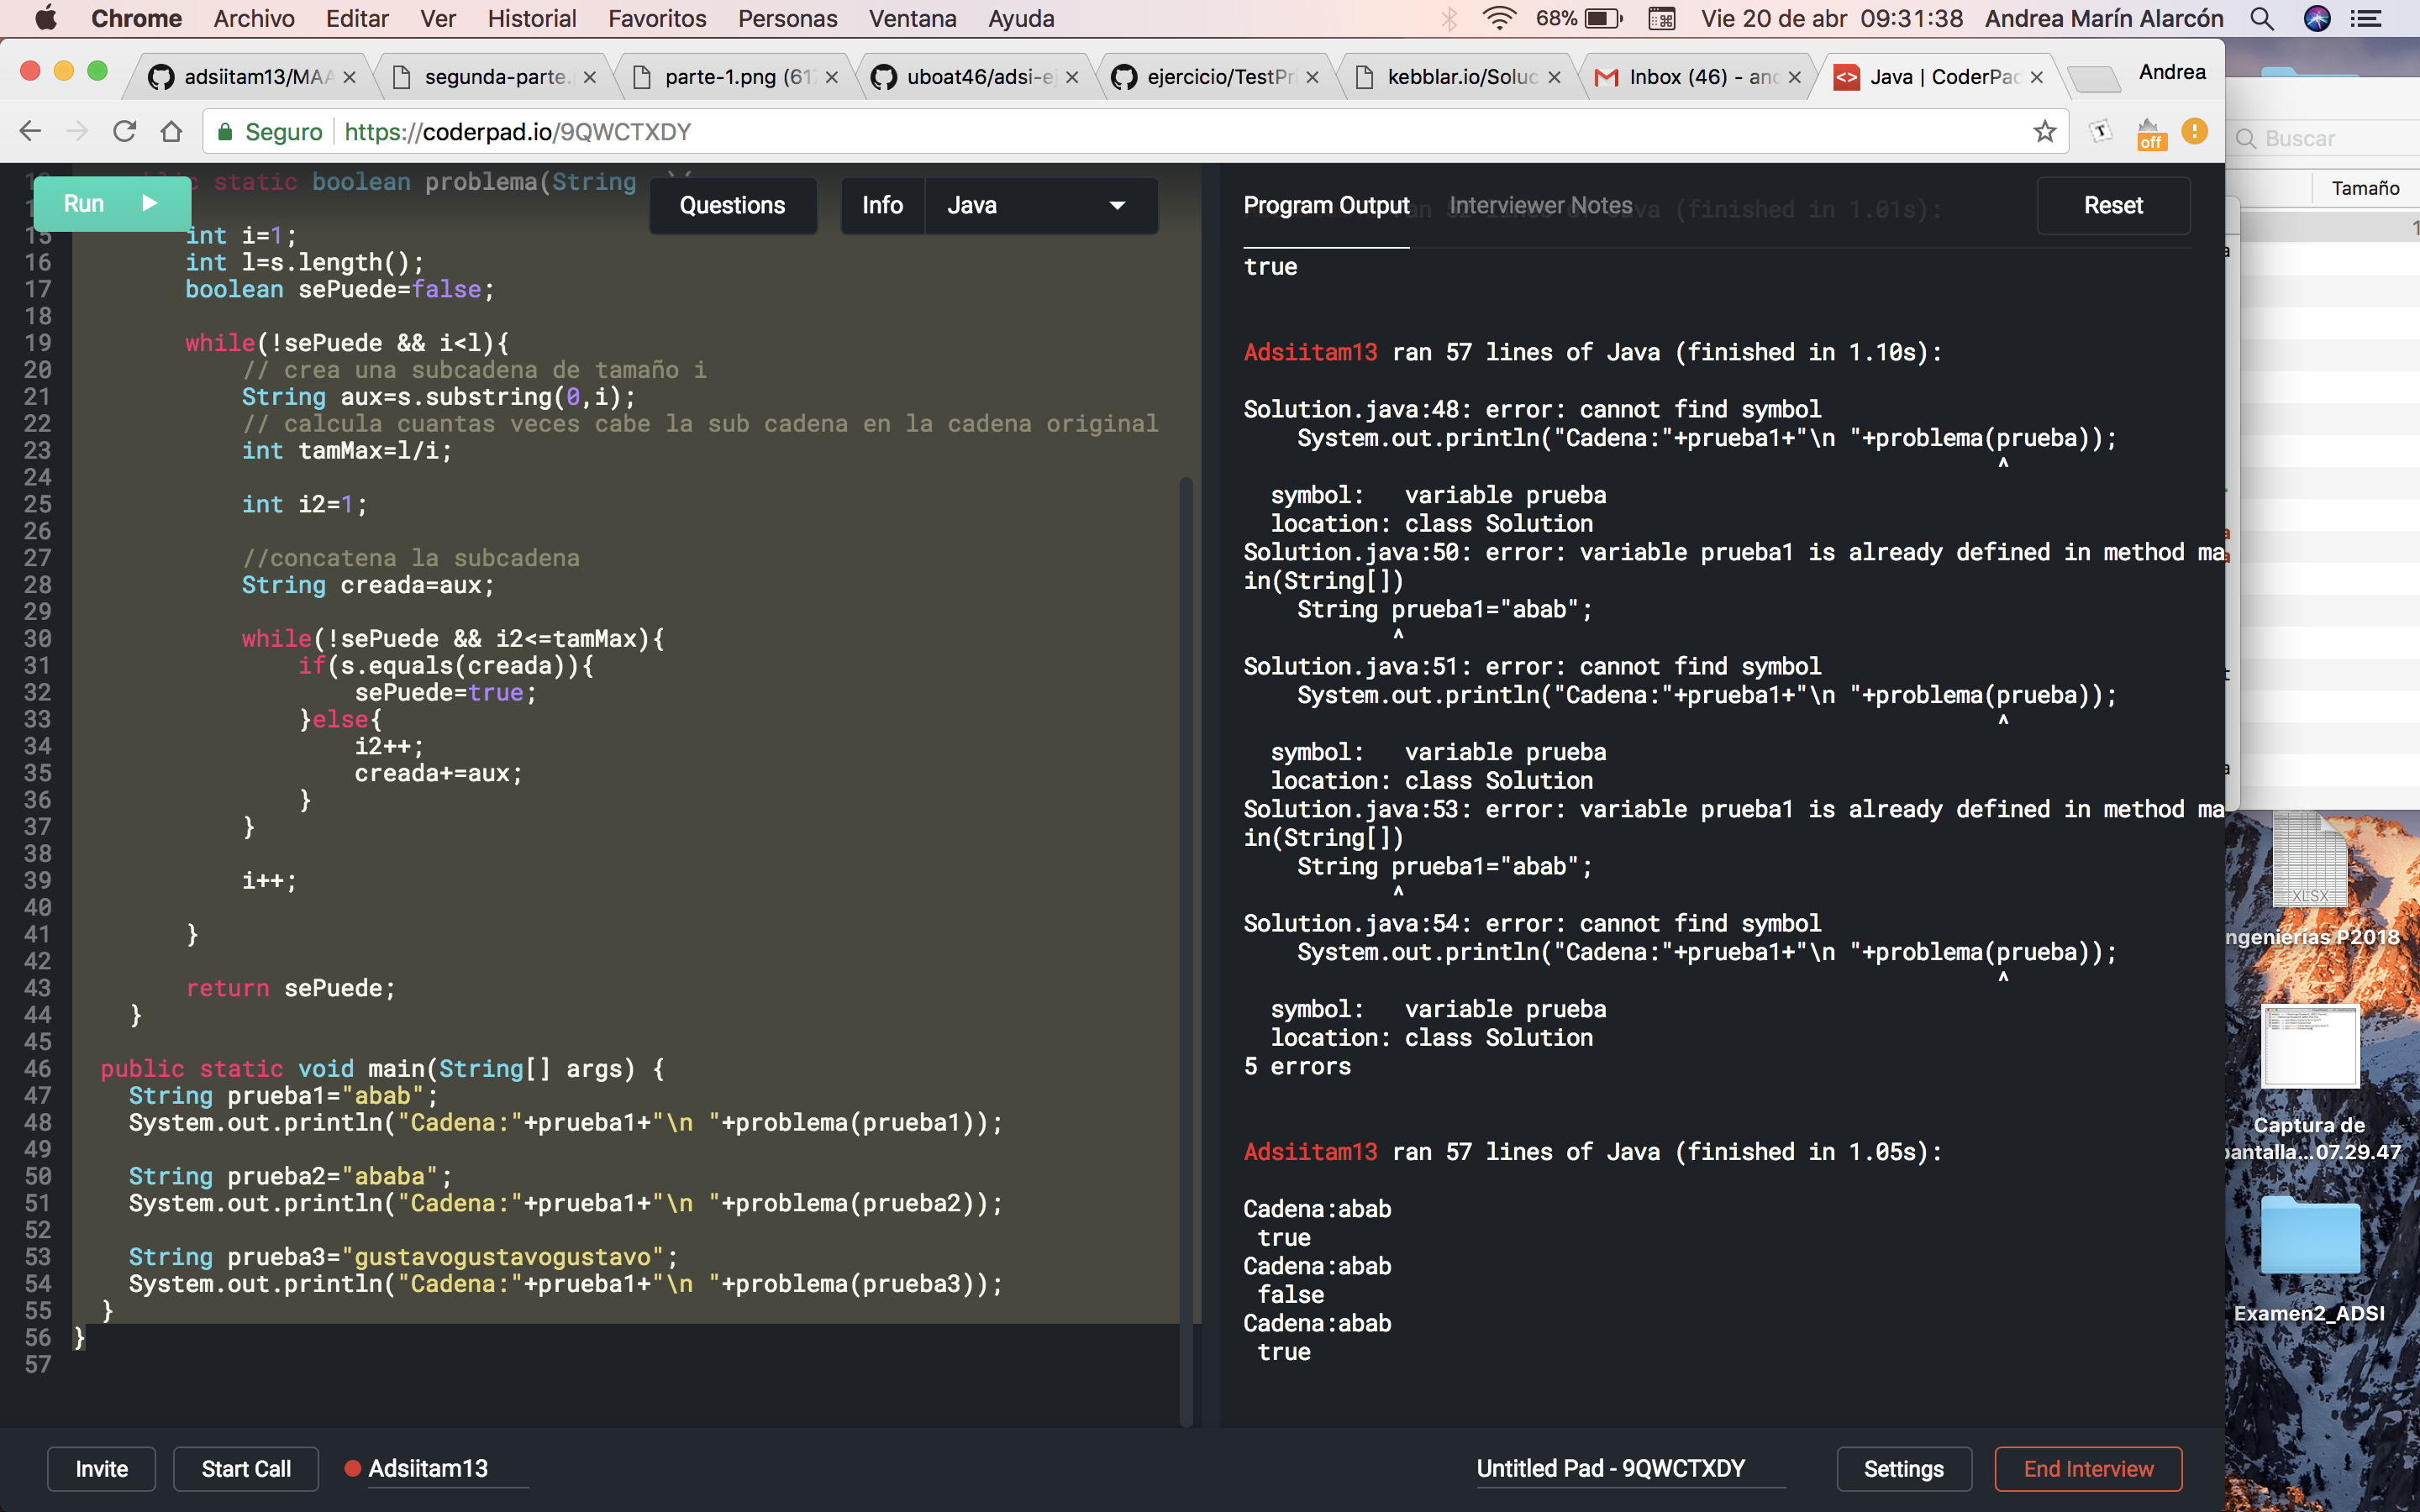 Chrome Archivo Editar Ver Historial Favoritos Personas Ventana Ayuda 68% Vie 20 de abr 09:31:38 Andrea Marín Alarcón
adsiitam13/MAA segunda-parte. parte-1.png (617 uboat46/adsi-ej ejercicio/TestPri kebblar.io/Soluc Inbox (46) - and Java | CoderPad Andrea
Seguro https://coderpad.io/9QWCTXDY off Buscar
Tamaño
static boolean problema(String
Run Questions Info Java Program Output Interviewer Notes Reset
15 int i=1;
16 int l=s.length();
17 boolean sePuede=false;
18
19 while(!sePuede && i<l){
20 // crea una subcadena de tamaño i
21 String aux=s.substring(0,i);
22 // calcula cuantas veces cabe la sub cadena en la cadena original
23 int tamMax=l/i;
24
25 int i2=1;
26
27 //concatena la subcadena
28 String creada=aux;
29
30 while(!sePuede && i2<=tamMax){
31 if(s.equals(creada)){
32 sePuede=true;
33 }else{
34 i2++;
35 creada+=aux;
36 }
37 }
38
39 i++;
40
41 }
42
43 return sePuede;
44 }
45
46 public static void main(String[] args) {
47 String prueba1="abab";
48 System.out.println("Cadena:"+prueba1+"\n "+problema(prueba1));
49
50 String prueba2="ababa";
51 System.out.println("Cadena:"+prueba1+"\n "+problema(prueba2));
52
53 String prueba3="gustavogustavogustavo";
54 System.out.println("Cadena:"+prueba1+"\n "+problema(prueba3));
55 }
56 }
57
true
Adsiitam13 ran 57 lines of Java (finished in 1.10s):
Solution.java:48: error: cannot find symbol
System.out.println("Cadena:"+prueba1+"\n "+problema(prueba));
^
symbol: variable prueba
location: class Solution
Solution.java:50: error: variable prueba1 is already defined in method ma
in(String[])
String prueba1="abab";
^
Solution.java:51: error: cannot find symbol
System.out.println("Cadena:"+prueba1+"\n "+problema(prueba));
^
symbol: variable prueba
location: class Solution
Solution.java:53: error: variable prueba1 is already defined in method ma
in(String[])
String prueba1="abab";
^
Solution.java:54: error: cannot find symbol
System.out.println("Cadena:"+prueba1+"\n "+problema(prueba));
^
symbol: variable prueba
location: class Solution
5 errors
Adsiitam13 ran 57 lines of Java (finished in 1.05s):
Cadena:abab
true
Cadena:abab
false
Cadena:abab
true
XLSX
ngenierías P2018
Captura de
pantalla...07.29.47
Examen2_ADSI
Invite Start Call Adsiitam13 Untitled Pad - 9QWCTXDY Settings End Interview